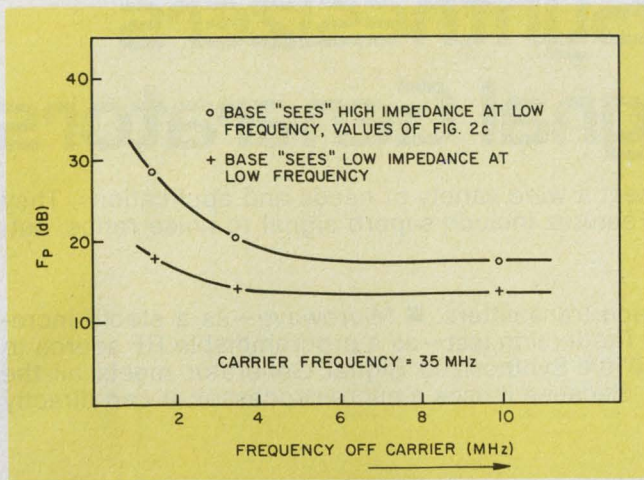 40
30
20
10
F_P (dB)
o BASE "SEES" HIGH IMPEDANCE AT LOW
FREQUENCY, VALUES OF FIG. 2c
+ BASE "SEES" LOW IMPEDANCE AT
LOW FREQUENCY
CARRIER FREQUENCY = 35 MHz
2 4 6 8 10
FREQUENCY OFF CARRIER (MHz)